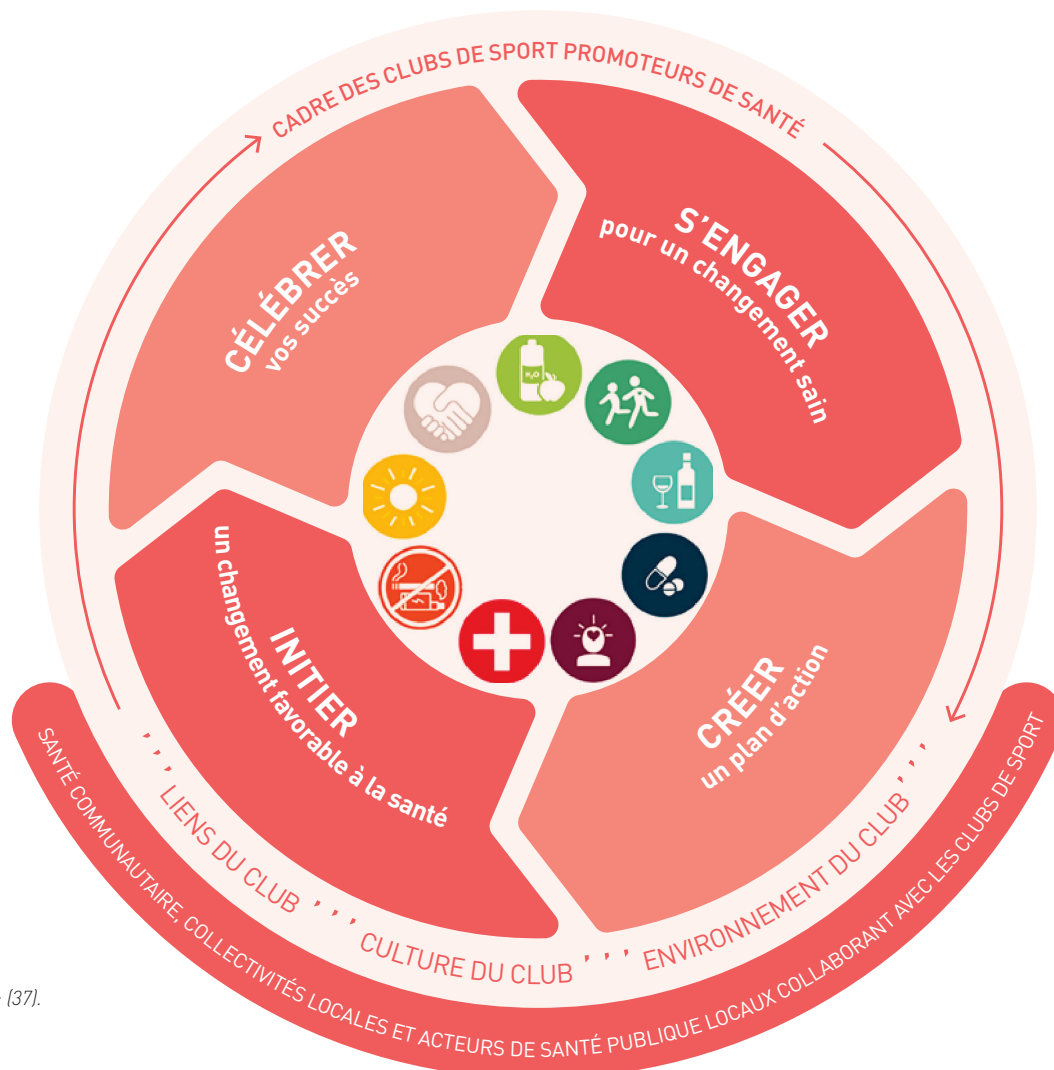 CADRE DES CLUBS DE SPORT PROMOTEURS DE SANTÉ
S'ENGAGER
pour un changement sain
CRÉER
un plan d'action
INITIER
un changement favorable à la santé
CÉLÉBRER
vos succès
H₂O
LIENS DU CLUB
CULTURE DU CLUB
ENVIRONNEMENT DU CLUB
SANTÉ COMMUNAUTAIRE, COLLECTIVITÉS LOCALES ET ACTEURS DE SANTÉ PUBLIQUE LOCAUX COLLABORANT AVEC LES CLUBS DE SPORT
(37).